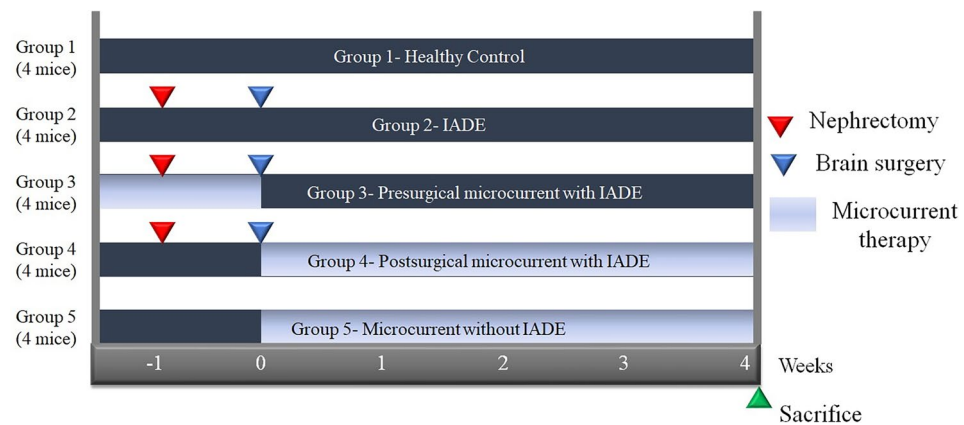 Group 1
(4 mice)
Group 1- Healthy Control
Group 2
(4 mice)
Group 2- IADE
Group 3
(4 mice)
Group 3- Presurgical microcurrent with IADE
Group 4
(4 mice)
Group 4- Postsurgical microcurrent with IADE
Group 5
(4 mice)
Group 5- Microcurrent without IADE
-1 0 1 2 3 4
Weeks
Sacrifice
Nephrectomy
Brain surgery
Microcurrent
therapy